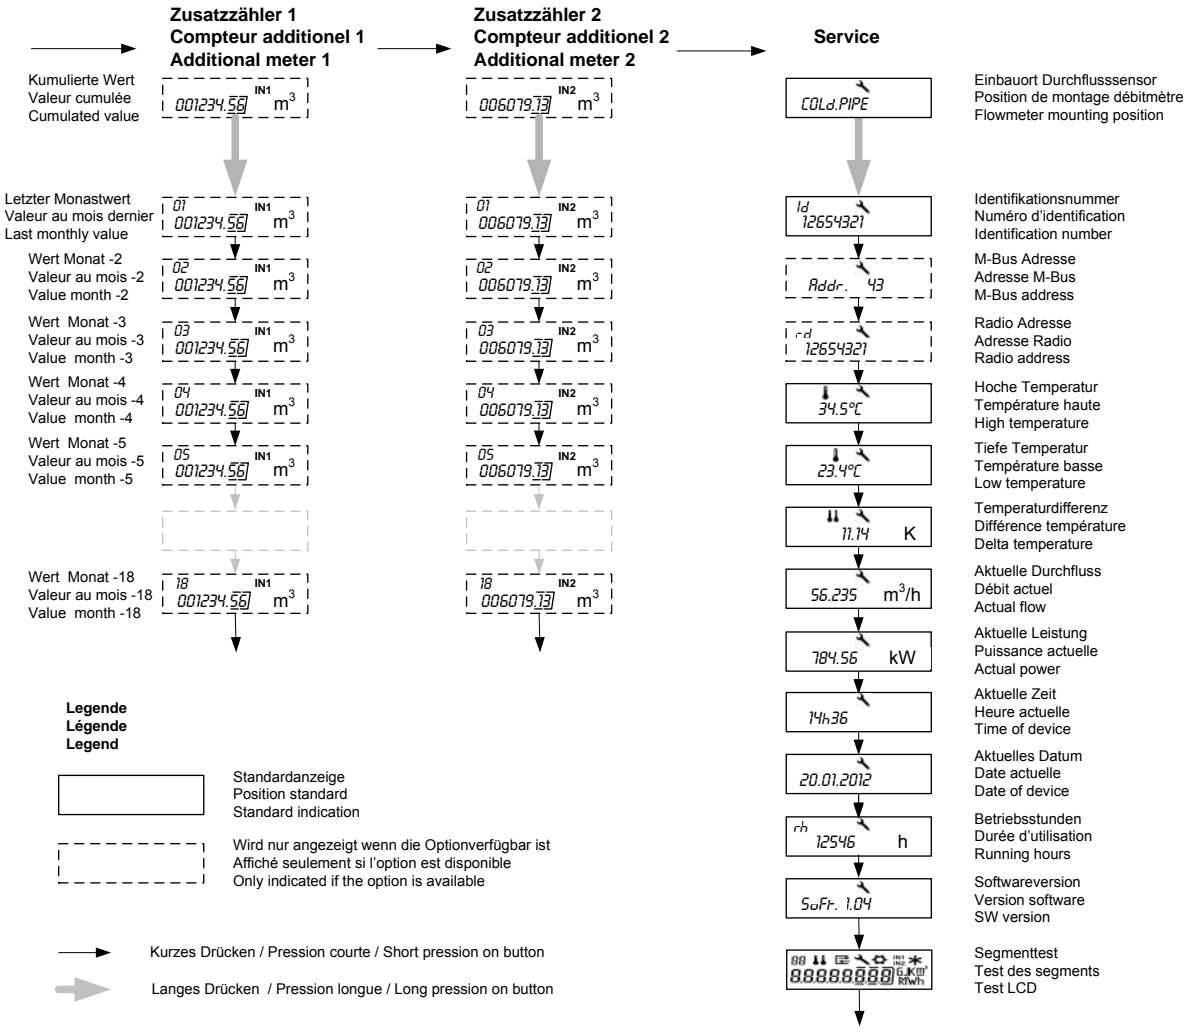 Zusatzzähler 1
Compteur additionel 1
Additional meter 1
Zusatzzähler 2
Compteur additionel 2
Additional meter 2
Service
Kumulierte Wert
Valeur cumulée
Cumulated value
IN1
001234.56 m³
IN2
006079.13 m³
COLd.PIPE
Einbauort Durchflusssensor
Position de montage débitmètre
Flowmeter mounting position
Letzter Monastwert
Valeur au mois dernier
Last monthly value
01 IN1
001234.56 m³
01 IN2
006079.13 m³
Id
12654321
Identifikationsnummer
Numéro d'identification
Identification number
Wert Monat -2
Valeur au mois -2
Value month -2
02 IN1
001234.56 m³
02 IN2
006079.13 m³
Addr. 43
M-Bus Adresse
Adresse M-Bus
M-Bus address
Wert Monat -3
Valeur au mois -3
Value month -3
03 IN1
001234.56 m³
03 IN2
006079.13 m³
rd
12654321
Radio Adresse
Adresse Radio
Radio address
Wert Monat -4
Valeur au mois -4
Value month -4
04 IN1
001234.56 m³
04 IN2
006079.13 m³
34.5°C
Hoche Temperatur
Température haute
High temperature
Wert Monat -5
Valeur au mois -5
Value month -5
05 IN1
001234.56 m³
05 IN2
006079.13 m³
23.4°C
Tiefe Temperatur
Température basse
Low temperature
11.14 K
Temperaturdifferenz
Différence température
Delta temperature
Wert Monat -18
Valeur au mois -18
Value month -18
18 IN1
001234.56 m³
18 IN2
006079.13 m³
56.235 m³/h
Aktuelle Durchfluss
Débit actuel
Actual flow
784.56 kW
Aktuelle Leistung
Puissance actuelle
Actual power
14h36
Aktuelle Zeit
Heure actuelle
Time of device
20.01.2012
Aktuelles Datum
Date actuelle
Date of device
rh
12546 h
Betriebsstunden
Durée d'utilisation
Running hours
SoFt. 1.04
Softwareversion
Version software
SW version
88 IN1
IN2
8.8.8.8.8.8.8.8
Segmenttest
Test des segments
Test LCD
Legende
Légende
Legend
Standardanzeige
Position standard
Standard indication
Wird nur angezeigt wenn die Optionverfügbar ist
Affiché seulement si l'option est disponible
Only indicated if the option is available
Kurzes Drücken / Pression courte / Short pression on button
Langes Drücken / Pression longue / Long pression on button